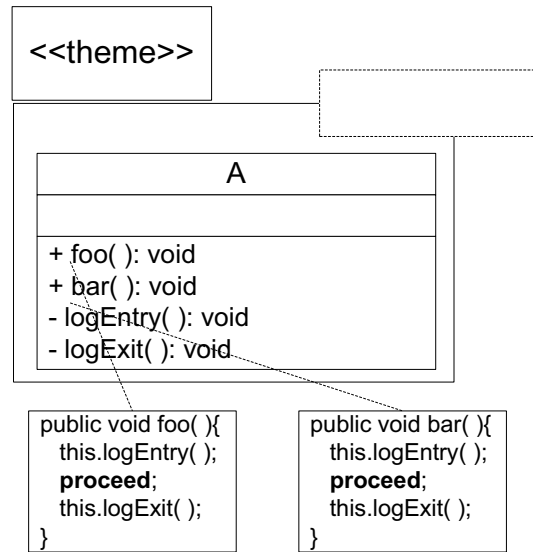 <<theme>>
A
+ foo( ): void
+ bar( ): void
- logEntry( ): void
- logExit( ): void
public void foo( ){
this.logEntry( );
proceed;
this.logExit( );
}
public void bar( ){
this.logEntry( );
proceed;
this.logExit( );
}